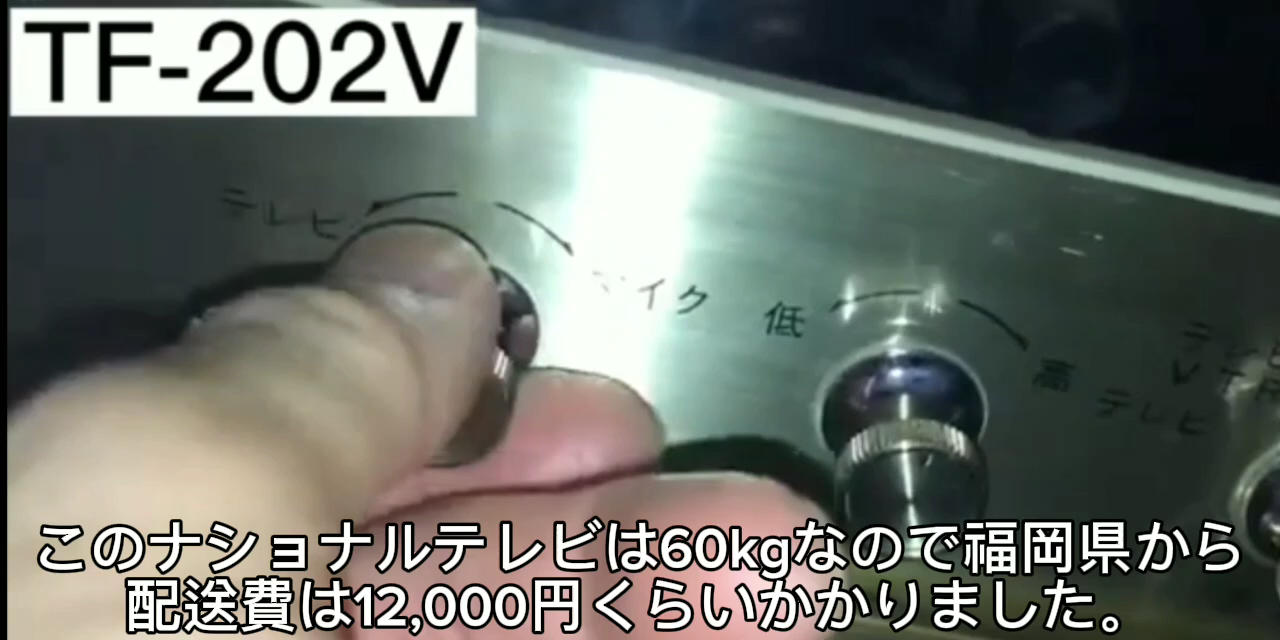 TF-202V
テレビ
マイク
低
高
テレビ
このナショナルテレビは60kgなので福岡県から
配送費は12,000円くらいかかりました。